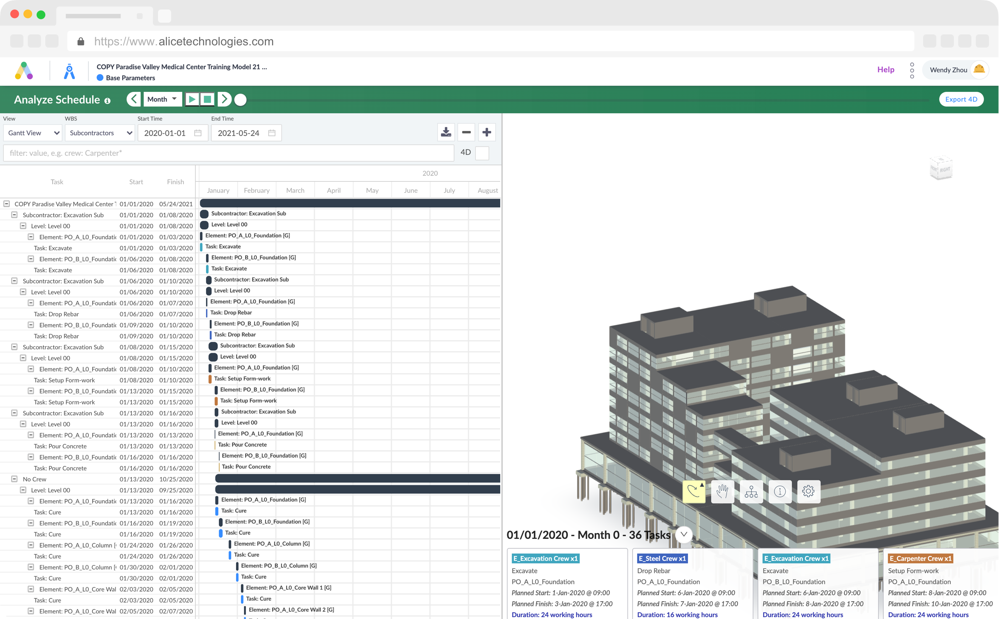 https://www.alicetechnologies.com
COPY Paradise Valley Medical Center Training Model 21 ...
Base Parameters
Help
Wendy Zhou
Analyze Schedule
Month
Export 4D
View
WBS
Start Time
End Time
Gantt View
Subcontractors
2020-01-01
2021-05-24
filter: value, e.g. crew: Carpenter*
4D
FRONT
RIGHT
2020
Task Start Finish
January February March April May June July August
COPY Paradise Valley Medical Center 01/01/2020 05/24/2021
Subcontractor: Excavation Sub 01/01/2020 01/08/2020 Subcontractor: Excavation Sub
Level: Level 00 01/01/2020 01/08/2020 Level: Level 00
Element: PO_A_L0_Foundatio 01/01/2020 01/03/2020 Element: PO_A_L0_Foundation [G]
Task: Excavate 01/01/2020 01/03/2020 Task: Excavate
Element: PO_B_L0_Foundatio 01/06/2020 01/08/2020 Element: PO_B_L0_Foundation [G]
Task: Excavate 01/06/2020 01/08/2020 Task: Excavate
Subcontractor: Excavation Sub 01/06/2020 01/10/2020 Subcontractor: Excavation Sub
Level: Level 00 01/06/2020 01/10/2020 Level: Level 00
Element: PO_A_L0_Foundatio 01/06/2020 01/07/2020 Element: PO_A_L0_Foundation [G]
Task: Drop Rebar 01/06/2020 01/07/2020 Task: Drop Rebar
Element: PO_B_L0_Foundatio 01/09/2020 01/10/2020 Element: PO_B_L0_Foundation [G]
Task: Drop Rebar 01/09/2020 01/10/2020 Task: Drop Rebar
Subcontractor: Excavation Sub 01/08/2020 01/15/2020 Subcontractor: Excavation Sub
Level: Level 00 01/08/2020 01/15/2020 Level: Level 00
Element: PO_A_L0_Foundatio 01/08/2020 01/10/2020 Element: PO_A_L0_Foundation [G]
Task: Setup Form-work 01/08/2020 01/10/2020 Task: Setup Form-work
Element: PO_B_L0_Foundatio 01/13/2020 01/15/2020 Element: PO_B_L0_Foundation [G]
Task: Setup Form-work 01/13/2020 01/15/2020 Task: Setup Form-work
Subcontractor: Excavation Sub 01/13/2020 01/16/2020 Subcontractor: Excavation Sub
Level: Level 00 01/13/2020 01/16/2020 Level: Level 00
Element: PO_A_L0_Foundatio 01/13/2020 01/13/2020 Element: PO_A_L0_Foundation [G]
Task: Pour Concrete 01/13/2020 01/13/2020 Task: Pour Concrete
Element: PO_B_L0_Foundatio 01/16/2020 01/16/2020 Element: PO_B_L0_Foundation [G]
Task: Pour Concrete 01/16/2020 01/16/2020 Task: Pour Concrete
No Crew 01/13/2020 10/25/2020
Level: Level 00 01/13/2020 09/25/2020
Element: PO_A_L0_Foundatio 01/13/2020 01/16/2020 Element: PO_A_L0_Foundation [G]
Task: Cure 01/13/2020 01/16/2020 Task: Cure
Element: PO_B_L0_Foundatio 01/16/2020 01/19/2020 Element: PO_B_L0_Foundation [G]
Task: Cure 01/16/2020 01/19/2020 Task: Cure
Element: PO_A_L0_Column [ 01/24/2020 01/26/2020 Element: PO_A_L0_Column [G]
Task: Cure 01/24/2020 01/26/2020 Task: Cure
Element: PO_B_L0_Column [ 01/30/2020 02/01/2020 Element: PO_B_L0_Column [G]
Task: Cure 01/30/2020 02/01/2020 Task: Cure
Element: PO_A_L0_Core Wal 02/03/2020 02/05/2020 Element: PO_A_L0_Core Wall 1 [G]
Task: Cure 02/03/2020 02/05/2020 Task: Cure
Element: PO_A_L0_Core Wal 02/05/2020 02/07/2020 Element: PO_A_L0_Core Wall 2 [G]
01/01/2020 - Month 0 - 36 Tasks
E_Excavation Crew x1
Excavate
PO_A_L0_Foundation
Planned Start: 1-Jan-2020 @ 09:00
Planned Finish: 3-Jan-2020 @ 17:00
Duration: 24 working hours
E_Steel Crew x1
Drop Rebar
PO_A_L0_Foundation
Planned Start: 6-Jan-2020 @ 09:00
Planned Finish: 7-Jan-2020 @ 17:00
Duration: 16 working hours
E_Excavation Crew x1
Excavate
PO_B_L0_Foundation
Planned Start: 6-Jan-2020 @ 09:00
Planned Finish: 8-Jan-2020 @ 17:00
Duration: 24 working hours
E_Carpenter Crew x1
Setup Form-work
PO_A_L0_Foundation
Planned Start: 8-Jan-2020 @ 09:00
Planned Finish: 10-Jan-2020 @ 17:00
Duration: 24 working hours